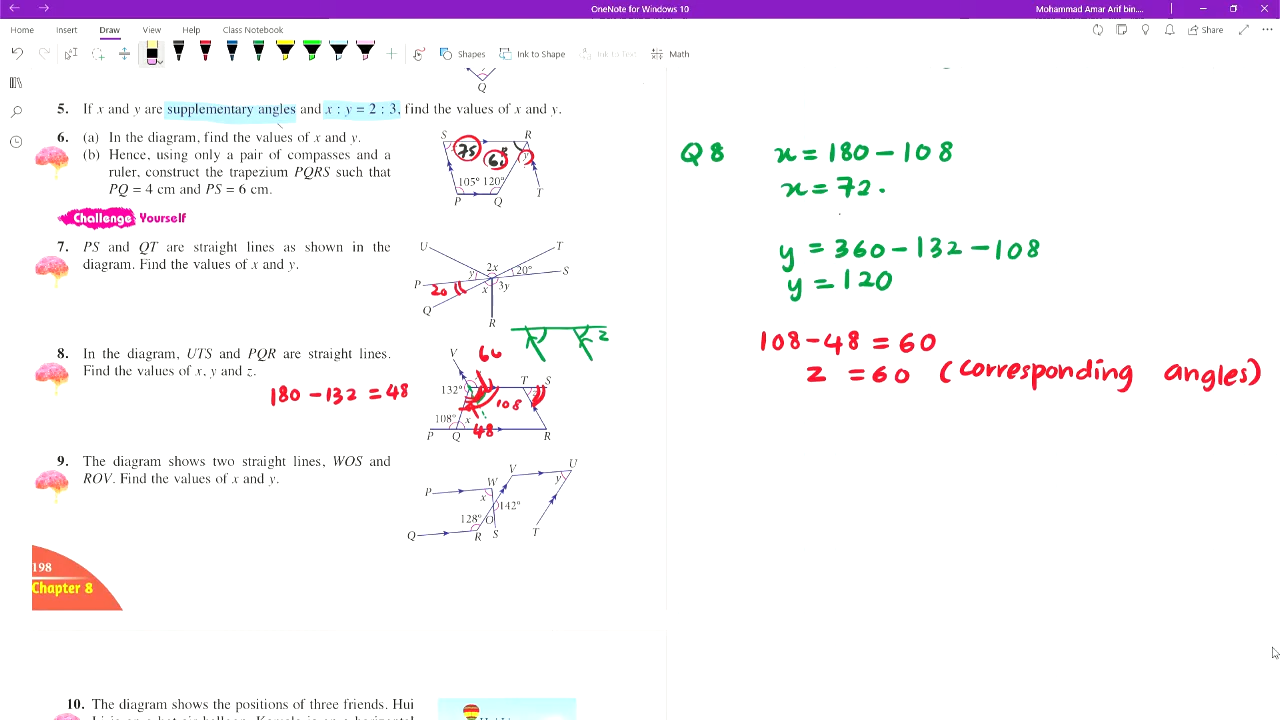 OneNote for Windows 10
Mohammad Amar Arif bin....
Home Insert Draw View Help Class Notebook
Share
Shapes Ink to Shape Ink to Text Math
Q
5. If x and y are supplementary angles and x : y = 2 : 3, find the values of x and y.
6. (a) In the diagram, find the values of x and y.
(b) Hence, using only a pair of compasses and a
ruler, construct the trapezium PQRS such that
PQ = 4 cm and PS = 6 cm.
S R
75 60 y
105° 120° T
P Q
Challenge Yourself
7. PS and QT are straight lines as shown in the
diagram. Find the values of x and y.
U T
2x
y 20° S
P 20 x 3y
Q
R
8. In the diagram, UTS and PQR are straight lines.
Find the values of x, y and z.
180 - 132 = 48
z
V 60
T S
132°
108
108° x 48
P Q R
9. The diagram shows two straight lines, WOS and
ROV. Find the values of x and y.
V U
W y
P x
142°
128° O
Q R S T
198
Chapter 8
10. The diagram shows the positions of three friends. Hui
Q8 x = 180 - 108
x = 72.
y = 360 - 132 - 108
y = 120
108 - 48 = 60
z = 60 (corresponding angles)